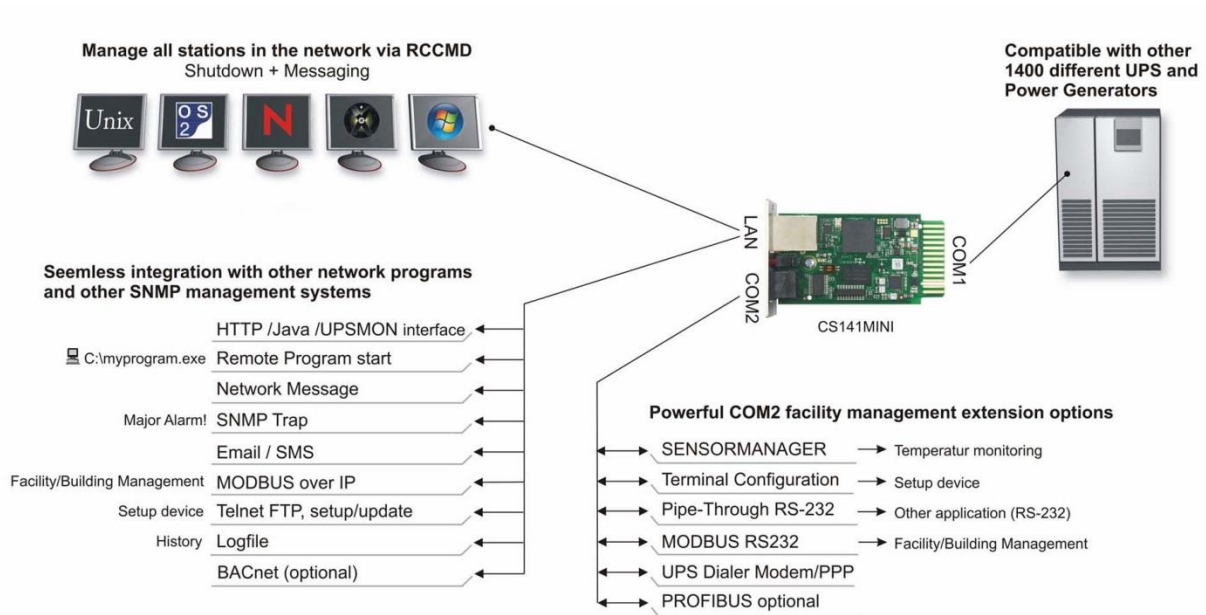 Manage all stations in the network via RCCMD
Shutdown + Messaging
Unix
OS
2
N
Compatible with other
1400 different UPS and
Power Generators
LAN
COM2
COM1
CS141MINI
Seemless integration with other network programs
and other SNMP management systems
HTTP /Java /UPSMON interface
C:\myprogram.exe Remote Program start
Network Message
Major Alarm! SNMP Trap
Email / SMS
Facility/Building Management MODBUS over IP
Setup device Telnet FTP, setup/update
History Logfile
BACnet (optional)
Powerful COM2 facility management extension options
SENSORMANAGER Temperatur monitoring
Terminal Configuration Setup device
Pipe-Through RS-232 Other application (RS-232)
MODBUS RS232 Facility/Building Management
UPS Dialer Modem/PPP
PROFIBUS optional